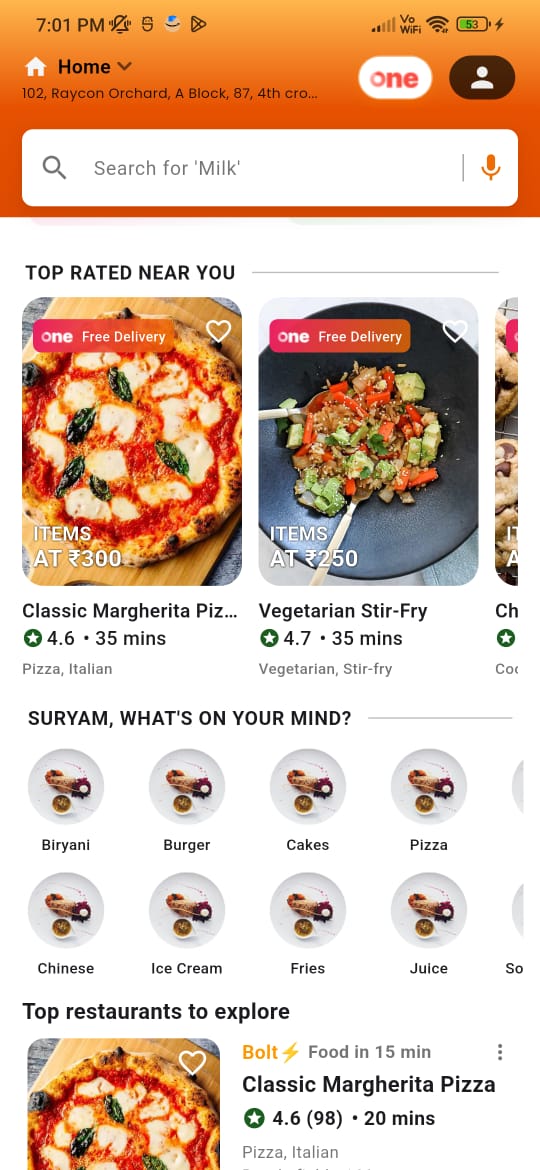 7:01 PM
Vo
WiFi
53
Home
102, Raycon Orchard, A Block, 87, 4th cro...
one
Search for 'Milk'
TOP RATED NEAR YOU
one Free Delivery
one Free Delivery
ITEMS
AT ₹300
ITEMS
AT ₹250
Classic Margherita Piz...
Vegetarian Stir-Fry
Ch
4.6 • 35 mins
4.7 • 35 mins
Pizza, Italian
Vegetarian, Stir-fry
Coo
SURYAM, WHAT'S ON YOUR MIND?
Biryani
Burger
Cakes
Pizza
Chinese
Ice Cream
Fries
Juice
So
Top restaurants to explore
Bolt⚡ Food in 15 min
Classic Margherita Pizza
4.6 (98) • 20 mins
Pizza, Italian